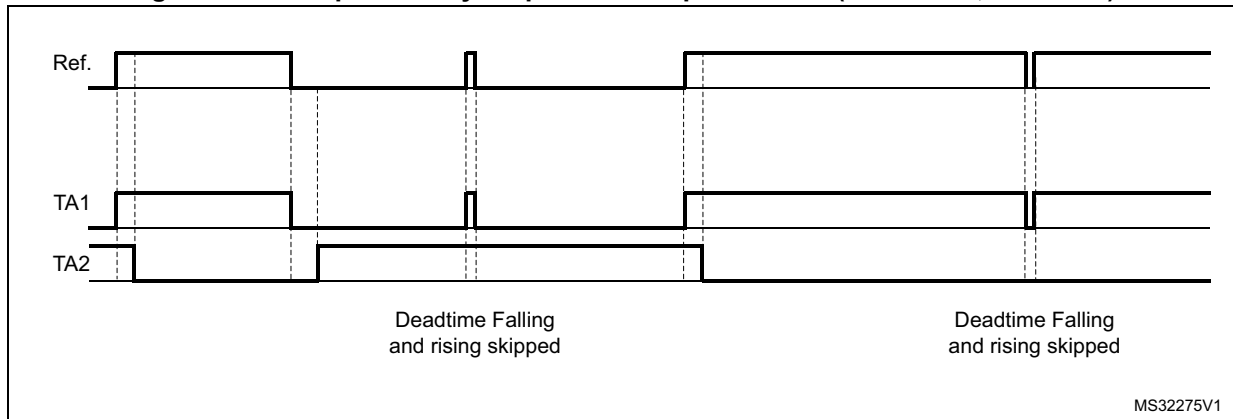 Ref.
TA1
TA2
Deadtime Falling
and rising skipped
Deadtime Falling
and rising skipped
MS32275V1